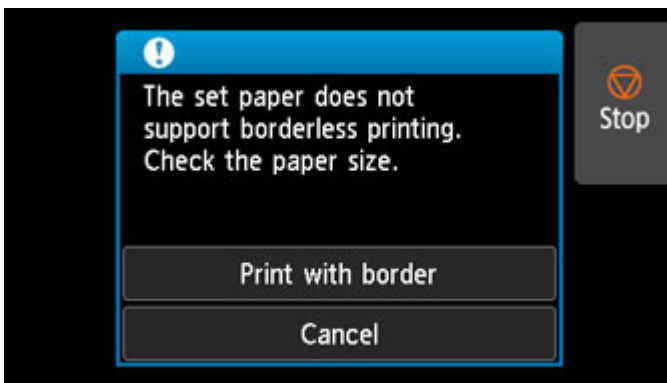 The set paper does not
support borderless printing.
Check the paper size.
Stop
Print with border
Cancel